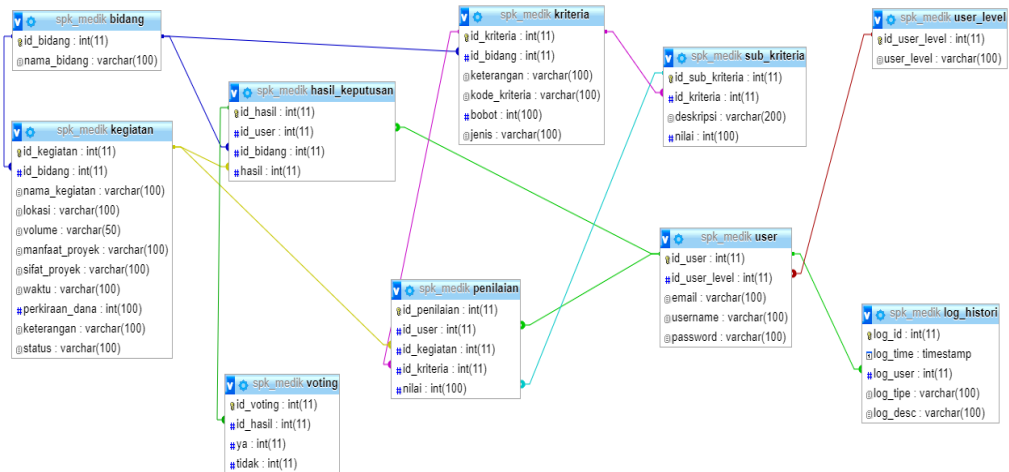 spk_medik bidang
id_bidang : int(11)
nama_bidang : varchar(100)
spk_medik kegiatan
id_kegiatan : int(11)
id_bidang : int(11)
nama_kegiatan : varchar(100)
lokasi : varchar(100)
volume : varchar(50)
manfaat_proyek : varchar(100)
sifat_proyek : varchar(100)
waktu : varchar(100)
perkiraan_dana : int(100)
keterangan : varchar(100)
status : varchar(100)
spk_medik hasil_keputusan
id_hasil : int(11)
id_user : int(11)
id_bidang : int(11)
hasil : int(11)
spk_medik voting
id_voting : int(11)
id_hasil : int(11)
ya : int(11)
tidak : int(11)
spk_medik kriteria
id_kriteria : int(11)
id_bidang : int(11)
keterangan : varchar(100)
kode_kriteria : varchar(100)
bobot : int(100)
jenis : varchar(100)
spk_medik penilaian
id_penilaian : int(11)
id_user : int(11)
id_kegiatan : int(11)
id_kriteria : int(11)
nilai : int(100)
spk_medik sub_kriteria
id_sub_kriteria : int(11)
id_kriteria : int(11)
deskripsi : varchar(200)
nilai : int(100)
spk_medik user
id_user : int(11)
id_user_level : int(11)
email : varchar(100)
username : varchar(100)
password : varchar(100)
spk_medik user_level
id_user_level : int(11)
user_level : varchar(100)
spk_medik log_histori
log_id : int(11)
log_time : timestamp
log_user : int(11)
log_tipe : varchar(100)
log_desc : varchar(100)